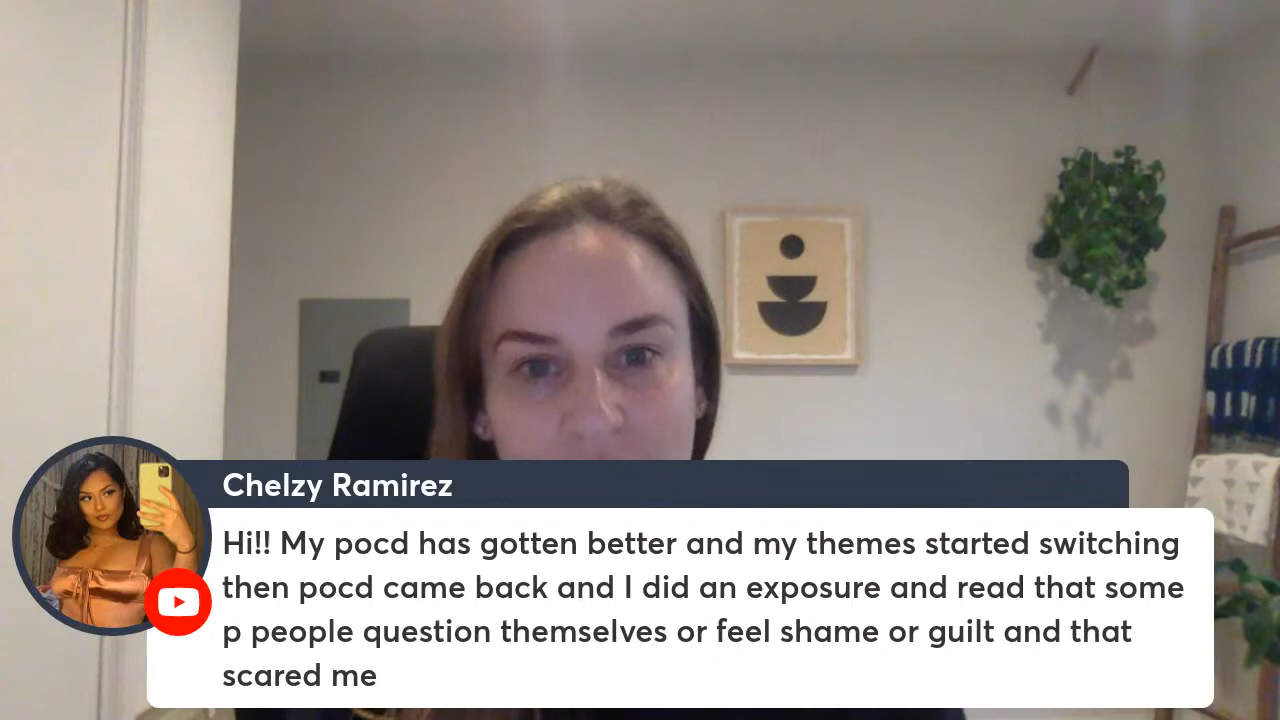 Chelzy Ramirez
Hi!! My pocd has gotten better and my themes started switching
then pocd came back and I did an exposure and read that some
p people question themselves or feel shame or guilt and that
scared me